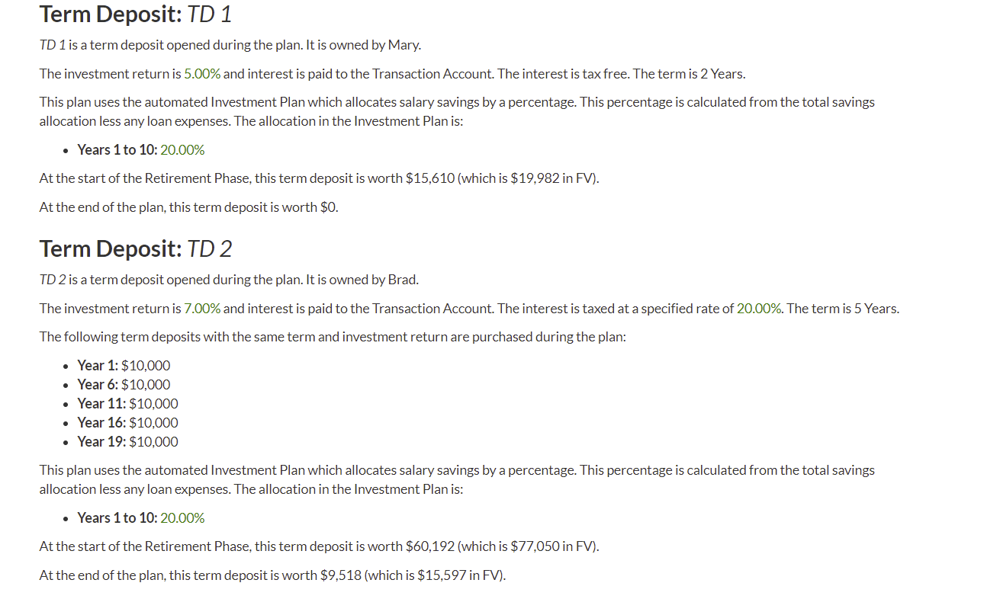 Term Deposit: TD 1
TD 1 is a term deposit opened during the plan. It is owned by Mary.
The investment return is 5.00% and interest is paid to the Transaction Account. The interest is tax free. The term is 2 Years.
This plan uses the automated Investment Plan which allocates salary savings by a percentage. This percentage is calculated from the total savings
allocation less any loan expenses. The allocation in the Investment Plan is:
• Years 1 to 10: 20.00%
At the start of the Retirement Phase, this term deposit is worth $15,610 (which is $19,982 in FV).
At the end of the plan, this term deposit is worth $0.
Term Deposit: TD 2
TD 2 is a term deposit opened during the plan. It is owned by Brad.
The investment return is 7.00% and interest is paid to the Transaction Account. The interest is taxed at a specified rate of 20.00%. The term is 5 Years.
The following term deposits with the same term and investment return are purchased during the plan:
• Year 1: $10,000
• Year 6: $10,000
• Year 11: $10,000
• Year 16: $10,000
• Year 19: $10,000
This plan uses the automated Investment Plan which allocates salary savings by a percentage. This percentage is calculated from the total savings
allocation less any loan expenses. The allocation in the Investment Plan is:
• Years 1 to 10: 20.00%
At the start of the Retirement Phase, this term deposit is worth $60,192 (which is $77,050 in FV).
At the end of the plan, this term deposit is worth $9,518 (which is $15,597 in FV).